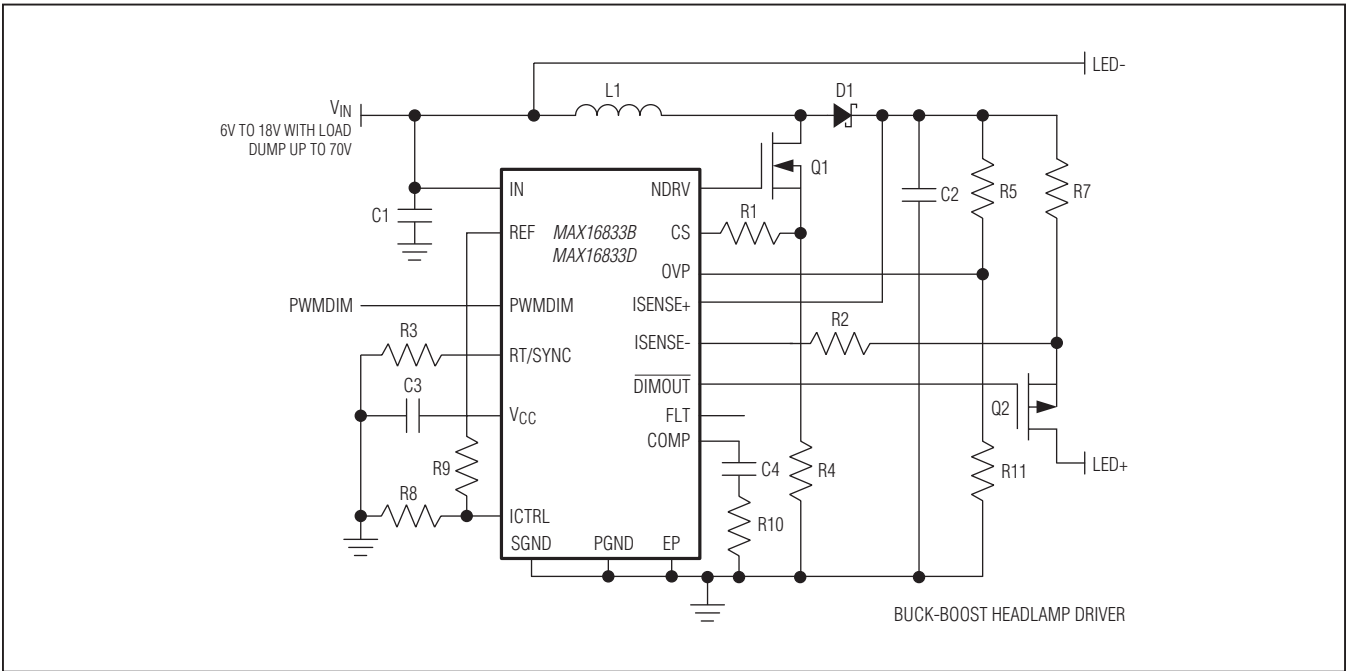 LED-
L1
D1
VIN
6V TO 18V WITH LOAD
DUMP UP TO 70V
Q1
IN
NDRV
C2
R5
R7
C1
R1
REF
MAX16833B
MAX16833D
CS
OVP
PWMDIM
PWMDIM
ISENSE+
R3
R2
RT/SYNC
ISENSE-
C3
DIMOUT
Q2
VCC
FLT
COMP
LED+
R9
C4
R4
R11
R8
R10
ICTRL
SGND
PGND
EP
BUCK-BOOST HEADLAMP DRIVER